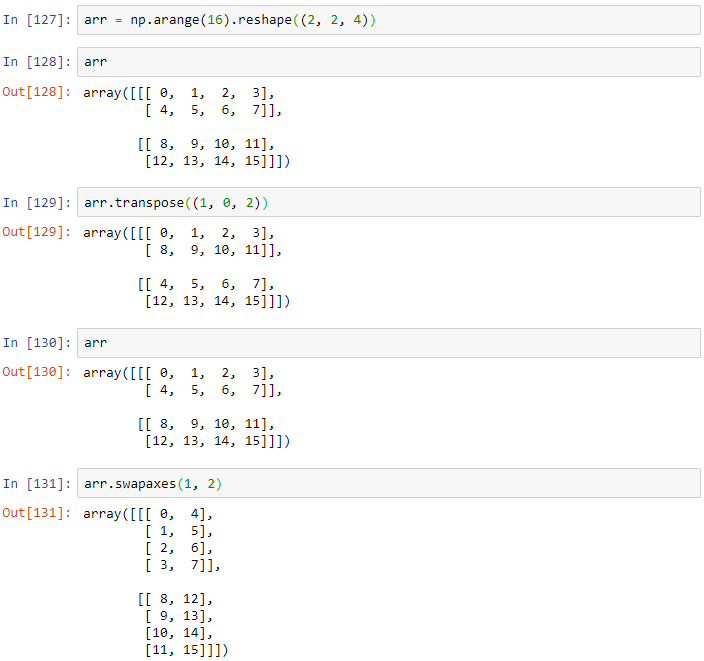 In [127]: arr = np.arange(16).reshape((2, 2, 4))
In [128]: arr
Out[128]: array([[[ 0,  1,  2,  3],
        [ 4,  5,  6,  7]],

       [[ 8,  9, 10, 11],
        [12, 13, 14, 15]]])
In [129]: arr.transpose((1, 0, 2))
Out[129]: array([[[ 0,  1,  2,  3],
        [ 8,  9, 10, 11]],

       [[ 4,  5,  6,  7],
        [12, 13, 14, 15]]])
In [130]: arr
Out[130]: array([[[ 0,  1,  2,  3],
        [ 4,  5,  6,  7]],

       [[ 8,  9, 10, 11],
        [12, 13, 14, 15]]])
In [131]: arr.swapaxes(1, 2)
Out[131]: array([[[ 0,  4],
        [ 1,  5],
        [ 2,  6],
        [ 3,  7]],

       [[ 8, 12],
        [ 9, 13],
        [10, 14],
        [11, 15]]])